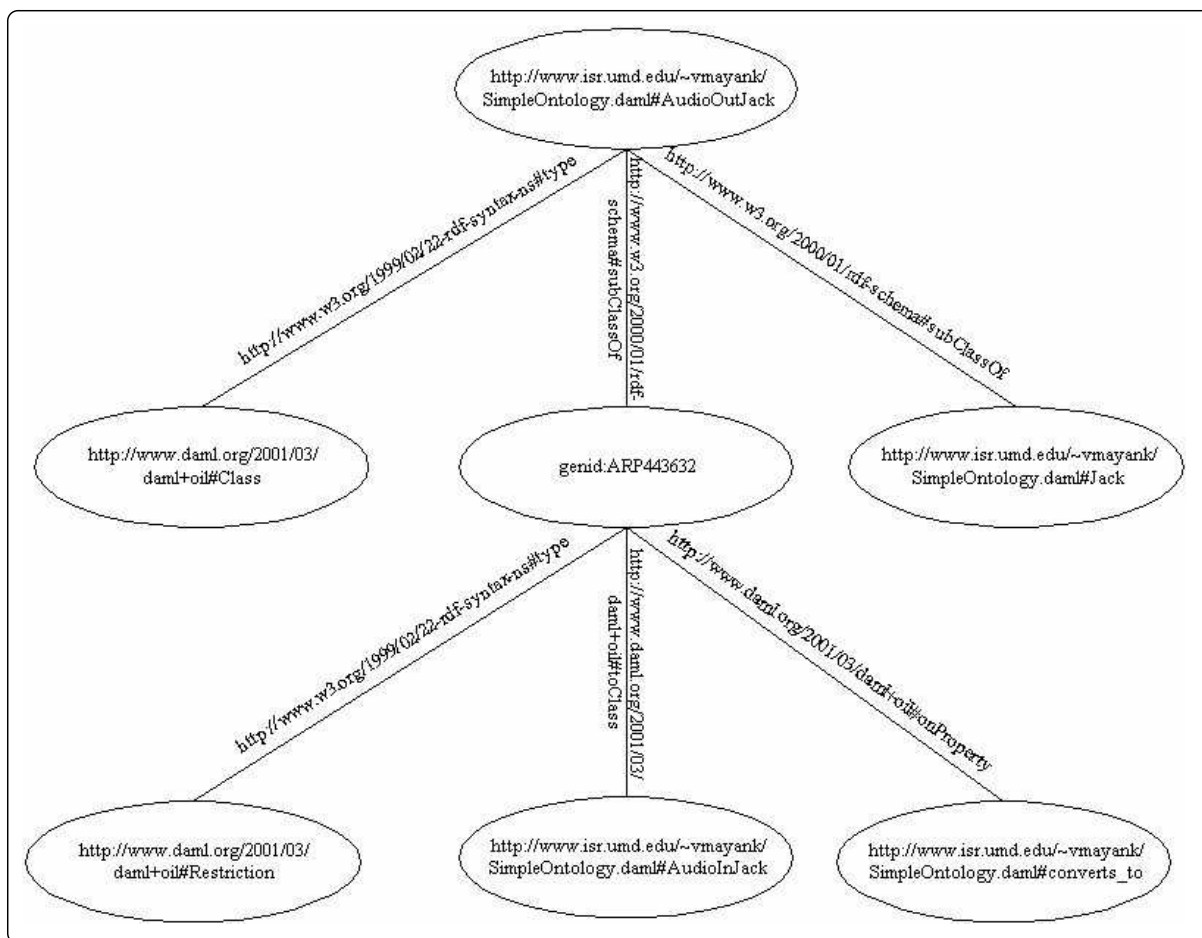 http://www.isr.umd.edu/~vmayank/
SimpleOntology.daml#AudioOutJack
http://www.w3.org/1999/02/22-rdf-syntax-ns#type
http://www.w3.org/2000/01/rdf-
schema#subClassOf
http://www.w3.org/2000/01/rdf-schema#subClassOf
http://www.daml.org/2001/03/
daml+oil#Class
genid:ARP443632
http://www.isr.umd.edu/~vmayank/
SimpleOntology.daml#Jack
http://www.w3.org/1999/02/22-rdf-syntax-ns#type
http://www.daml.org/2001/03/
daml+oil#toClass
http://www.daml.org/2001/03/daml+oil#onProperty
http://www.daml.org/2001/03/
daml+oil#Restriction
http://www.isr.umd.edu/~vmayank/
SimpleOntology.daml#AudioInJack
http://www.isr.umd.edu/~vmayank/
SimpleOntology.daml#converts_to